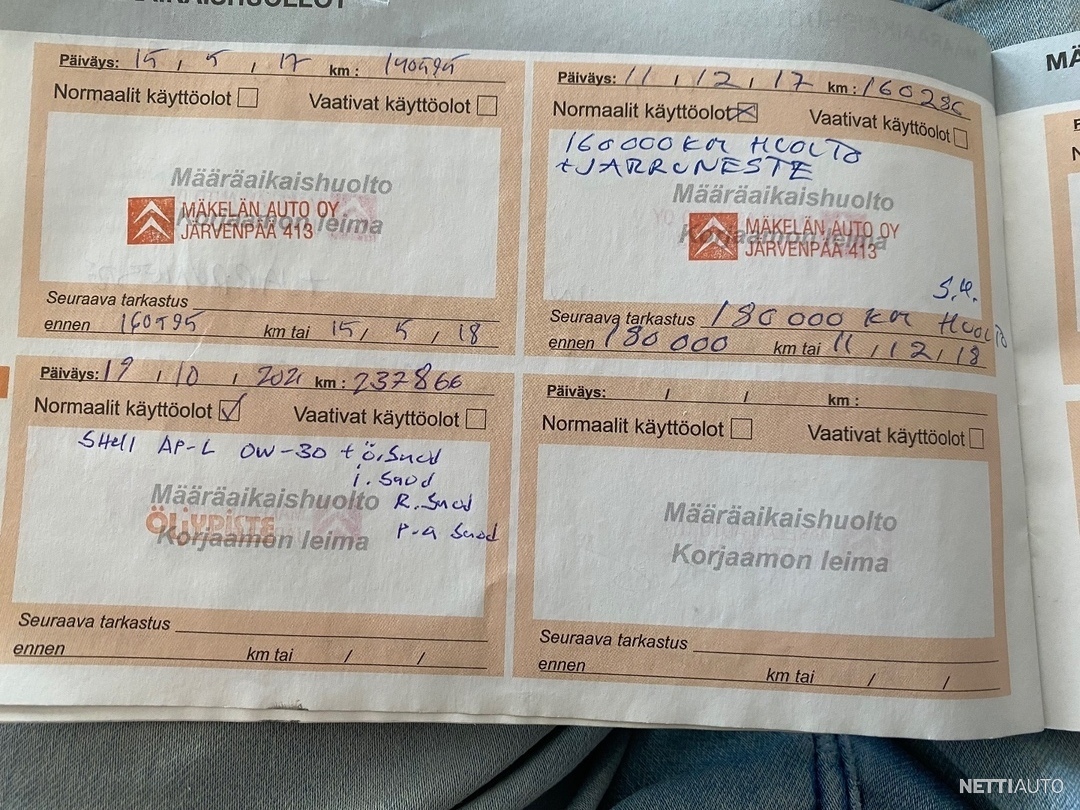 Päiväys: 15 , 5 , 17 km : 140595
Normaalit käyttöolot Vaativat käyttöolot
Määräaikaishuolto
Korjaamon leima
MÄKELÄN AUTO OY
JÄRVENPÄÄ 413
Seuraava tarkastus
ennen 160595 km tai 15, 5, 18
Päiväys: 11 , 12 , 17 km : 160286
Normaalit käyttöolot Vaativat käyttöolot
160000 KM HUOLTO
+JARRUNESTE
Määräaikaishuolto
Korjaamon leima
MÄKELÄN AUTO OY
JÄRVENPÄÄ 413
Seuraava tarkastus 180 000 KM HUOLTO
ennen 180 000 km tai 11 , 12 , 18
Päiväys: 19 , 10 , 2021 km : 237866
Normaalit käyttöolot Vaativat käyttöolot
SHell AP-L 0W-30 + ö.Suod
i. Suod
R. Suod
P-a Suod
Määräaikaishuolto
ÖLJYPISTE
Korjaamon leima
Seuraava tarkastus
ennen km tai / /
Päiväys: / / km :
Normaalit käyttöolot Vaativat käyttöolot
Määräaikaishuolto
Korjaamon leima
Seuraava tarkastus
ennen km tai / /
NETTIAUTO